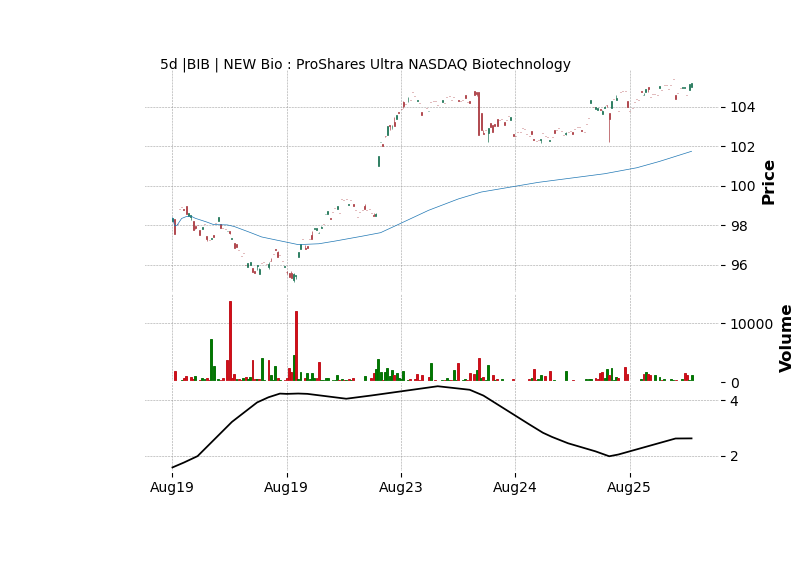 5d |BIB | NEW Bio : ProShares Ultra NASDAQ Biotechnology
104
102
100
98
96
Price
10000
0
Volume
4
2
Aug19 Aug19 Aug23 Aug24 Aug25